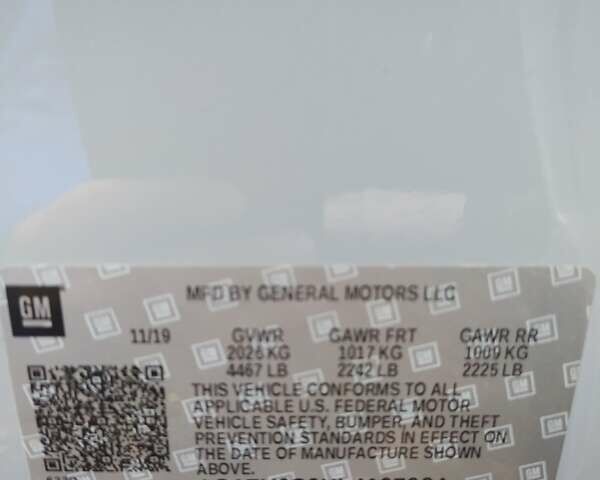 GM
MFD BY GENERAL MOTORS LLC
11/19 GVWR GAWR FRT GAWR RR
2026 KG 1017 KG 1009 KG
4467 LB 2242 LB 2225 LB
THIS VEHICLE CONFORMS TO ALL
APPLICABLE U.S. FEDERAL MOTOR
VEHICLE SAFETY, BUMPER, AND THEFT
PREVENTION STANDARDS IN EFFECT ON
THE DATE OF MANUFACTURE SHOWN
ABOVE.